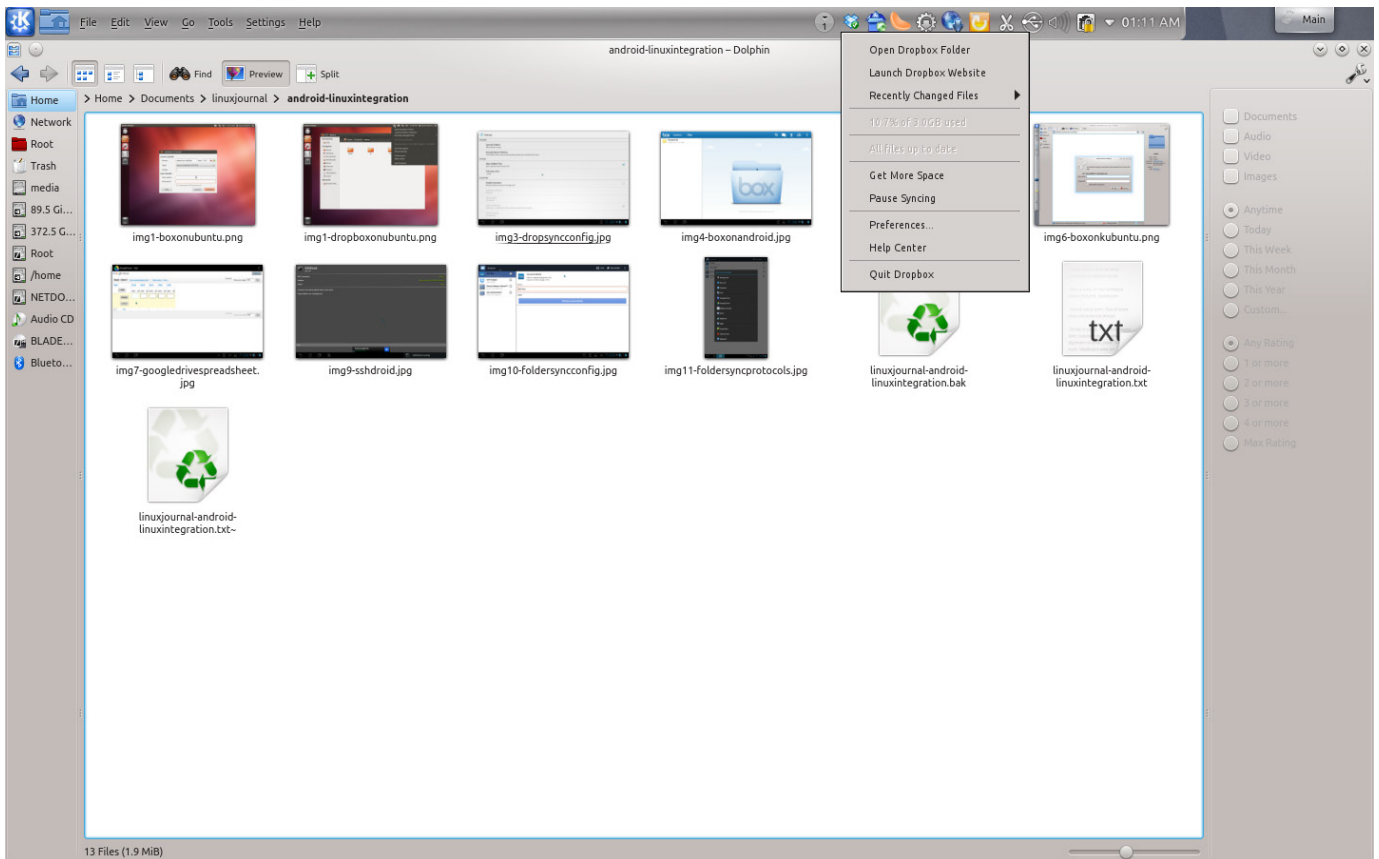 File Edit View Go Tools Settings Help
01:11 AM
Main
android-linuxintegration – Dolphin
Find Preview Split
Home > Documents > linuxjournal > android-linuxintegration
Home
Network
Root
Trash
media
89.5 Gi...
372.5 G...
Root
/home
NETDO...
Audio CD
BLADE...
Blueto...
img1-boxonubuntu.png
img1-dropboxonubuntu.png
img3-dropsyncconfig.jpg
img4-boxonandroid.jpg
box
img6-boxonkubuntu.png
img7-googledrivespreadsheet.
jpg
img9-sshdroid.jpg
img10-foldersyncconfig.jpg
img11-foldersyncprotocols.jpg
linuxjournal-android-
linuxintegration.bak
txt
linuxjournal-android-
linuxintegration.txt
linuxjournal-android-
linuxintegration.txt~
Open Dropbox Folder
Launch Dropbox Website
Recently Changed Files
10.7% of 3.0GB used
All files up to date
Get More Space
Pause Syncing
Preferences...
Help Center
Quit Dropbox
Documents
Audio
Video
Images
Anytime
Today
This Week
This Month
This Year
Custom...
Any Rating
1 or more
2 or more
3 or more
4 or more
Max Rating
13 Files (1.9 MiB)